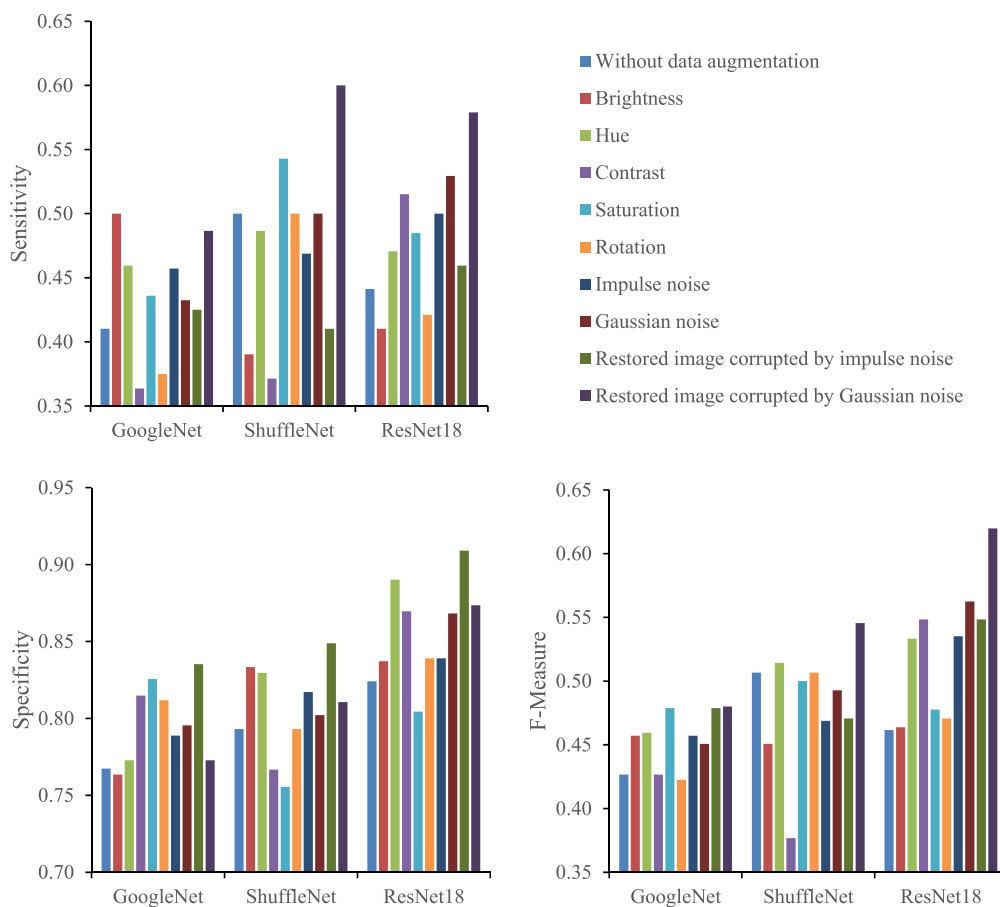 0.65
0.60
0.55
0.50
0.45
0.40
0.35
Sensitivity
GoogleNet ShuffleNet ResNet18
Without data augmentation
Brightness
Hue
Contrast
Saturation
Rotation
Impulse noise
Gaussian noise
Restored image corrupted by impulse noise
Restored image corrupted by Gaussian noise
0.95
0.90
0.85
0.80
0.75
0.70
Specificity
GoogleNet ShuffleNet ResNet18
0.65
0.60
0.55
0.50
0.45
0.40
0.35
F-Measure
GoogleNet ShuffleNet ResNet18